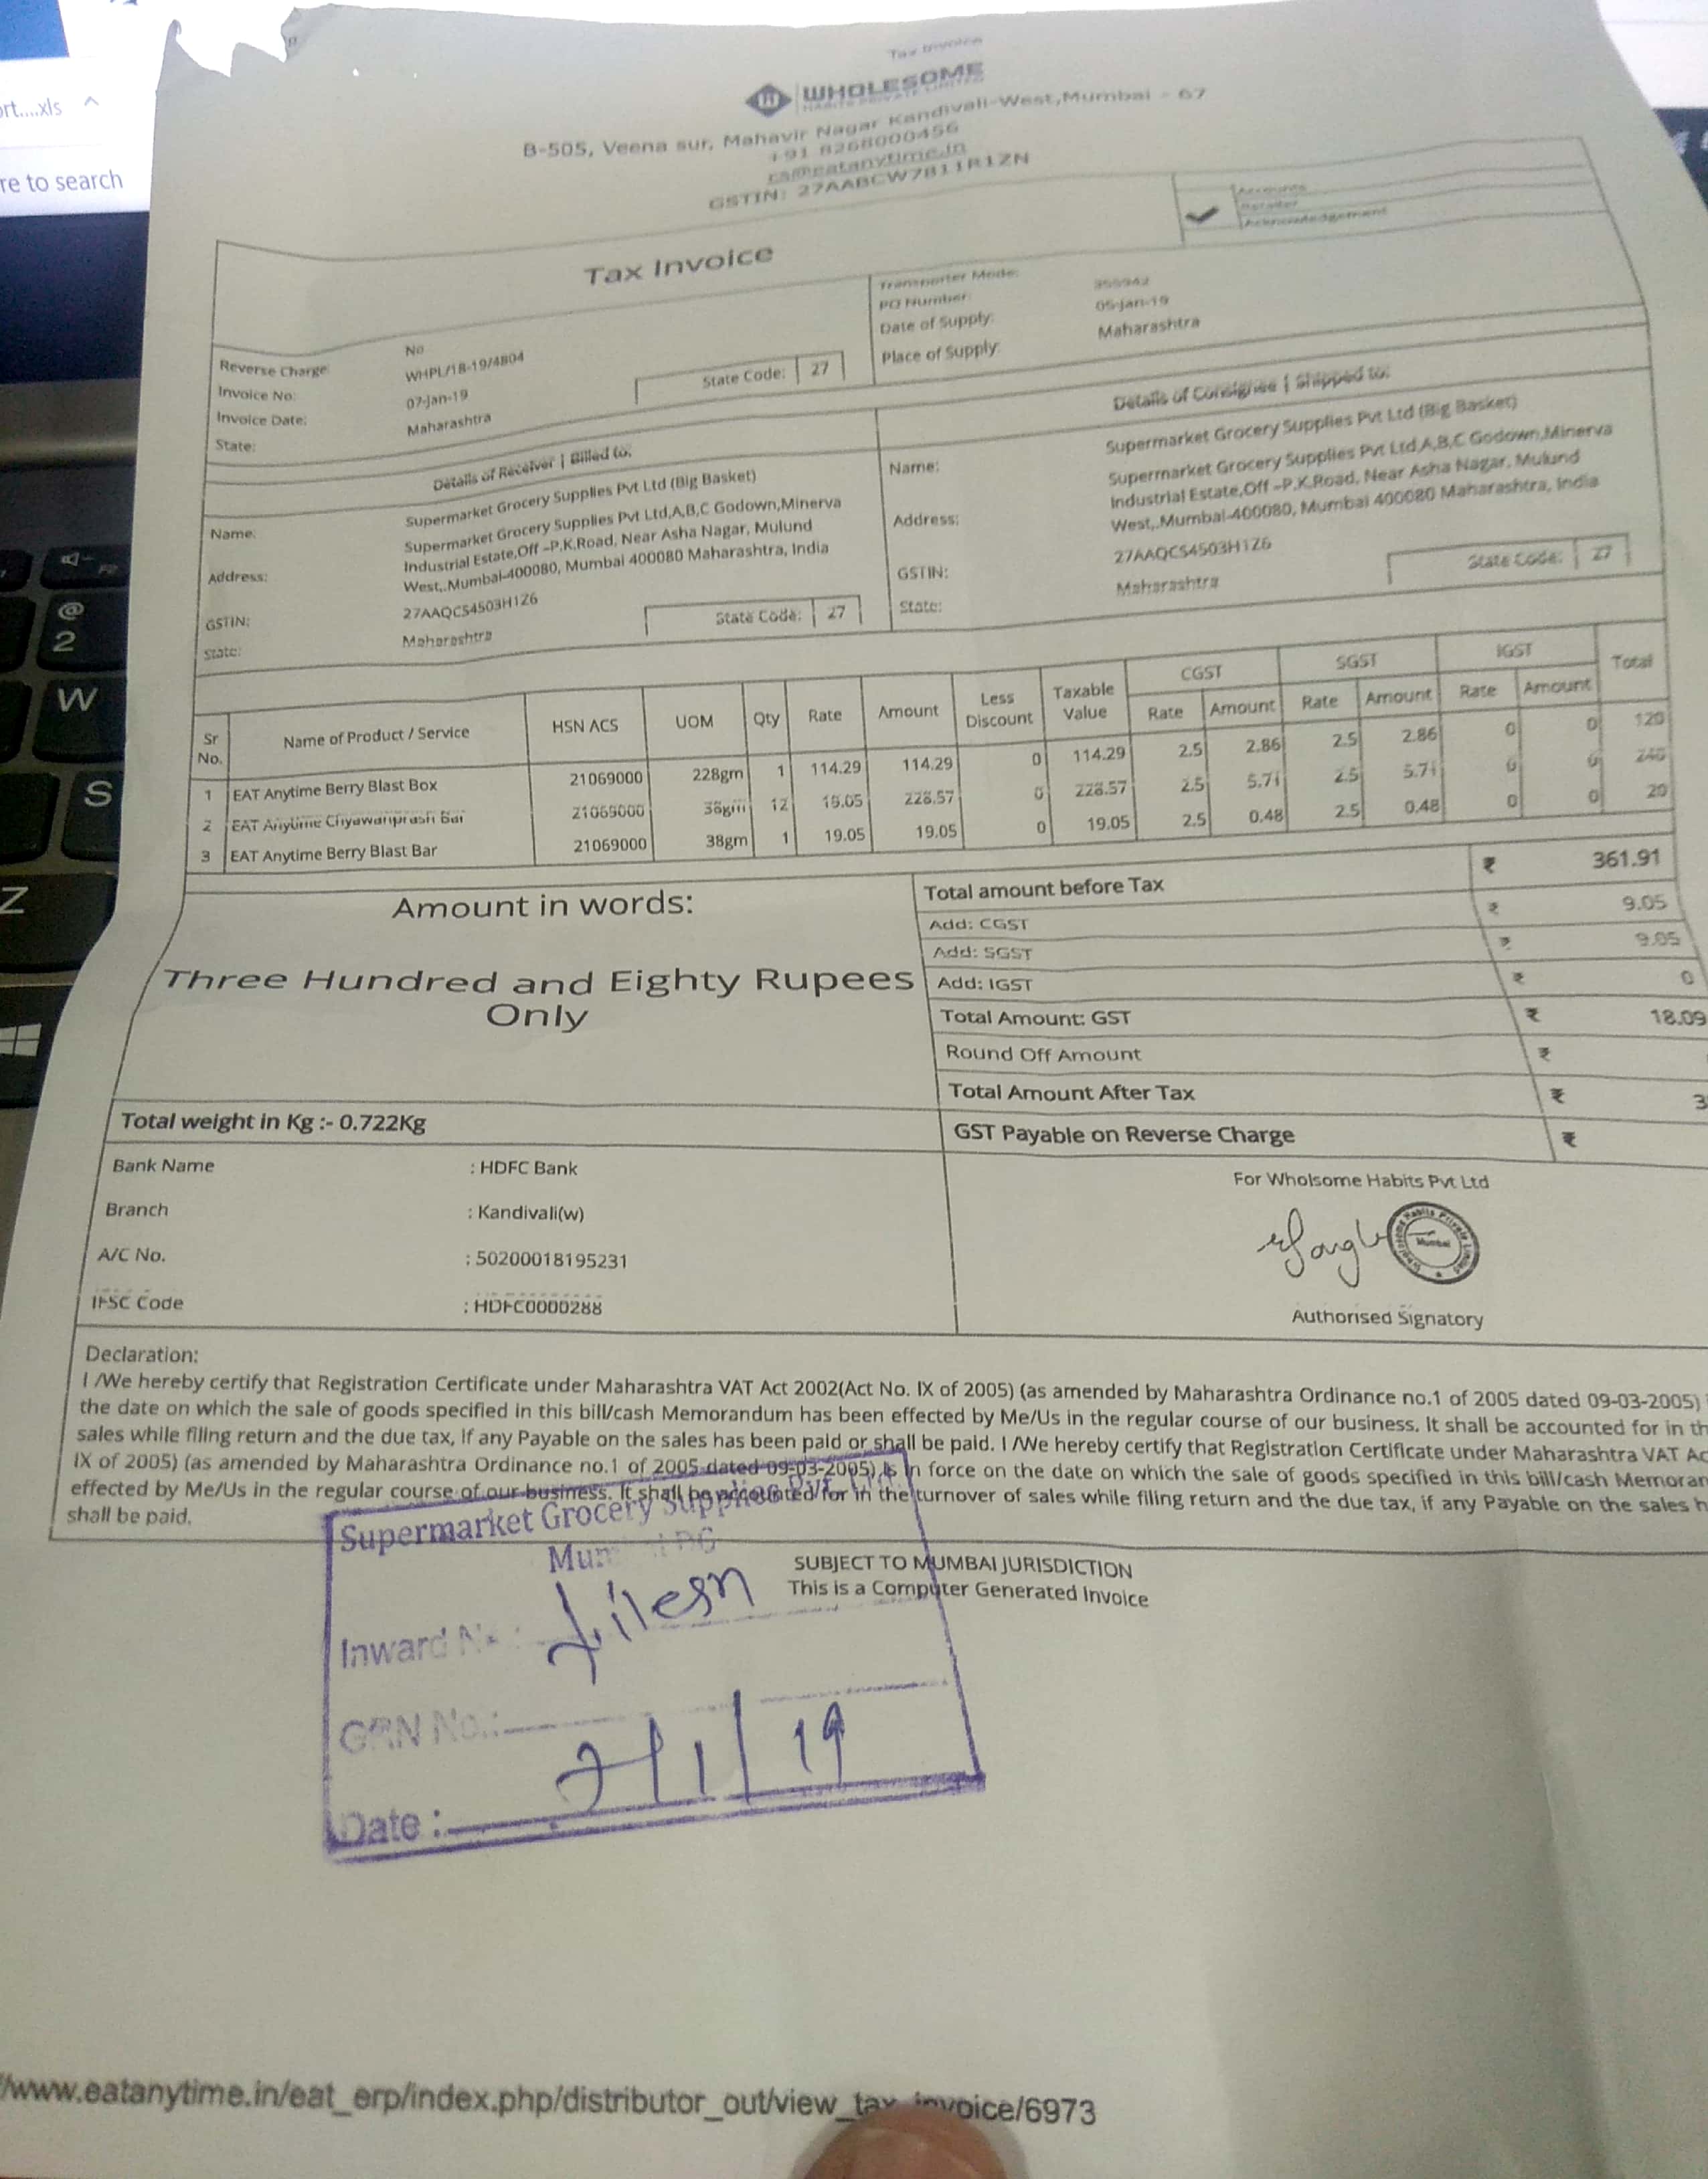 ort....xls
re to search
Tax Invoice
WHOLESOME
HABITS PRIVATE LIMITED
B-505, Veena sur, Mahavir Nagar Kandivali-West,Mumbai - 67
+91 8268000456
cs@eatanytime.in
GSTIN: 27AABCW7811R1ZN
Accounts
Retailer
Acknowledgement
Tax Invoice
Reverse Charge: No
Invoice No: WHPL/18-19/4804
Invoice Date: 07-Jan-19
State: Maharashtra State Code: 27
Transporter Mode:
PO Number:
Date of Supply: 05-Jan-19
Place of Supply: Maharashtra
Details of Receiver | Billed to:
Name: Supermarket Grocery Supplies Pvt Ltd (Big Basket)
Address: Supermarket Grocery Supplies Pvt Ltd,A,B,C Godown,Minerva
Industrial Estate,Off –P.K.Road, Near Asha Nagar, Mulund
West,.Mumbai-400080, Mumbai 400080 Maharashtra, India
GSTIN: 27AAQCS4503H1Z6
State: Maharashtra State Code: 27
Details of Consignee | Shipped to:
Name: Supermarket Grocery Supplies Pvt Ltd (Big Basket)
Address: Supermarket Grocery Supplies Pvt Ltd,A,B,C Godown,Minerva
Industrial Estate,Off –P.K.Road, Near Asha Nagar, Mulund
West,.Mumbai-400080, Mumbai 400080 Maharashtra, India
GSTIN: 27AAQCS4503H1Z6
State: Maharashtra State Code: 27
Sr No. Name of Product / Service HSN ACS UOM Qty Rate Amount Less Discount Taxable Value CGST Rate Amount SGST Rate Amount IGST Rate Amount Total
1 EAT Anytime Berry Blast Box 21069000 228gm 1 114.29 114.29 0 114.29 2.5 2.86 2.5 2.86 0 0 120
2 EAT Anytime Chyawanprash Bar 21069000 38gm 12 19.05 228.57 0 228.57 2.5 5.71 2.5 5.71 0 0 240
3 EAT Anytime Berry Blast Bar 21069000 38gm 1 19.05 19.05 0 19.05 2.5 0.48 2.5 0.48 0 0 20
Amount in words:
Three Hundred and Eighty Rupees
Only
Total amount before Tax ₹ 361.91
Add: CGST ₹ 9.05
Add: SGST ₹ 9.05
Add: IGST ₹ 0
Total Amount: GST ₹ 18.09
Round Off Amount ₹
Total Amount After Tax ₹ 3
GST Payable on Reverse Charge ₹
Total weight in Kg :- 0.722Kg
Bank Name : HDFC Bank
Branch : Kandivali(w)
A/C No. : 50200018195231
IFSC Code : HDFC0000288
For Wholsome Habits Pvt Ltd
Mumbai
Authorised Signatory
Declaration:
I /We hereby certify that Registration Certificate under Maharashtra VAT Act 2002(Act No. IX of 2005) (as amended by Maharashtra Ordinance no.1 of 2005 dated 09-03-2005)
the date on which the sale of goods specified in this bill/cash Memorandum has been effected by Me/Us in the regular course of our business. It shall be accounted for in th
sales while filing return and the due tax, if any Payable on the sales has been paid or shall be paid. I /We hereby certify that Registration Certificate under Maharashtra VAT Ac
IX of 2005) (as amended by Maharashtra Ordinance no.1 of 2005 dated 09-03-2005) is in force on the date on which the sale of goods specified in this bill/cash Memoran
effected by Me/Us in the regular course of our business. It shall be accounted for in the turnover of sales while filing return and the due tax, if any Payable on the sales h
shall be paid.
SUBJECT TO MUMBAI JURISDICTION
This is a Computer Generated Invoice
Supermarket Grocery Supplies Pvt
Mumbai DC
Inward No :
GRN No.:
Date : 7/1/19
/www.eatanytime.in/eat_erp/index.php/distributor_out/view_tax_invoice/6973
@
2
W
S
Z